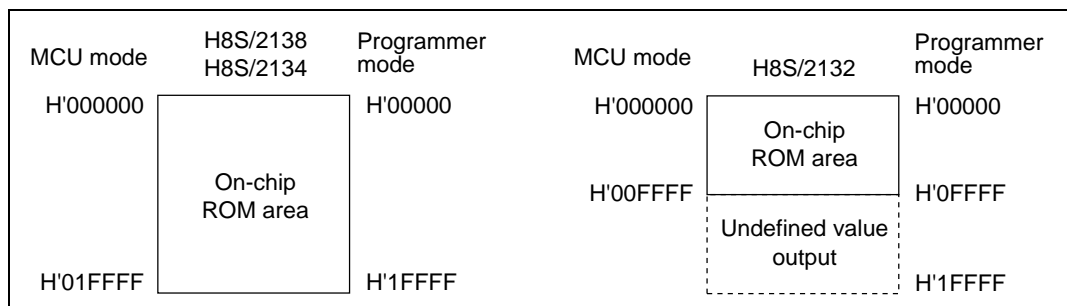 MCU mode
H8S/2138
H8S/2134
Programmer
mode
H'000000
H'00000
On-chip
ROM area
H'01FFFF
H'1FFFF
MCU mode
H8S/2132
Programmer
mode
H'000000
H'00000
On-chip
ROM area
H'00FFFF
H'0FFFF
Undefined value
output
H'1FFFF